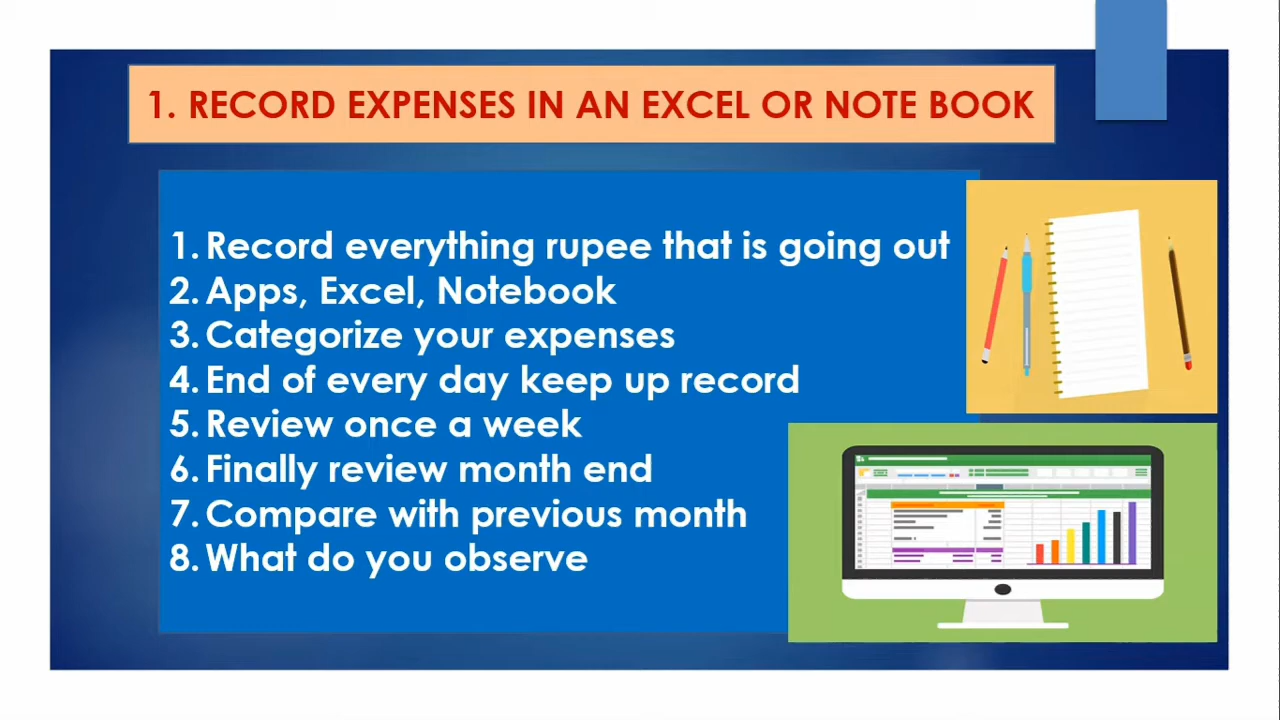 1. RECORD EXPENSES IN AN EXCEL OR NOTE BOOK
1. Record everything rupee that is going out
2. Apps, Excel, Notebook
3. Categorize your expenses
4. End of every day keep up record
5. Review once a week
6. Finally review month end
7. Compare with previous month
8. What do you observe